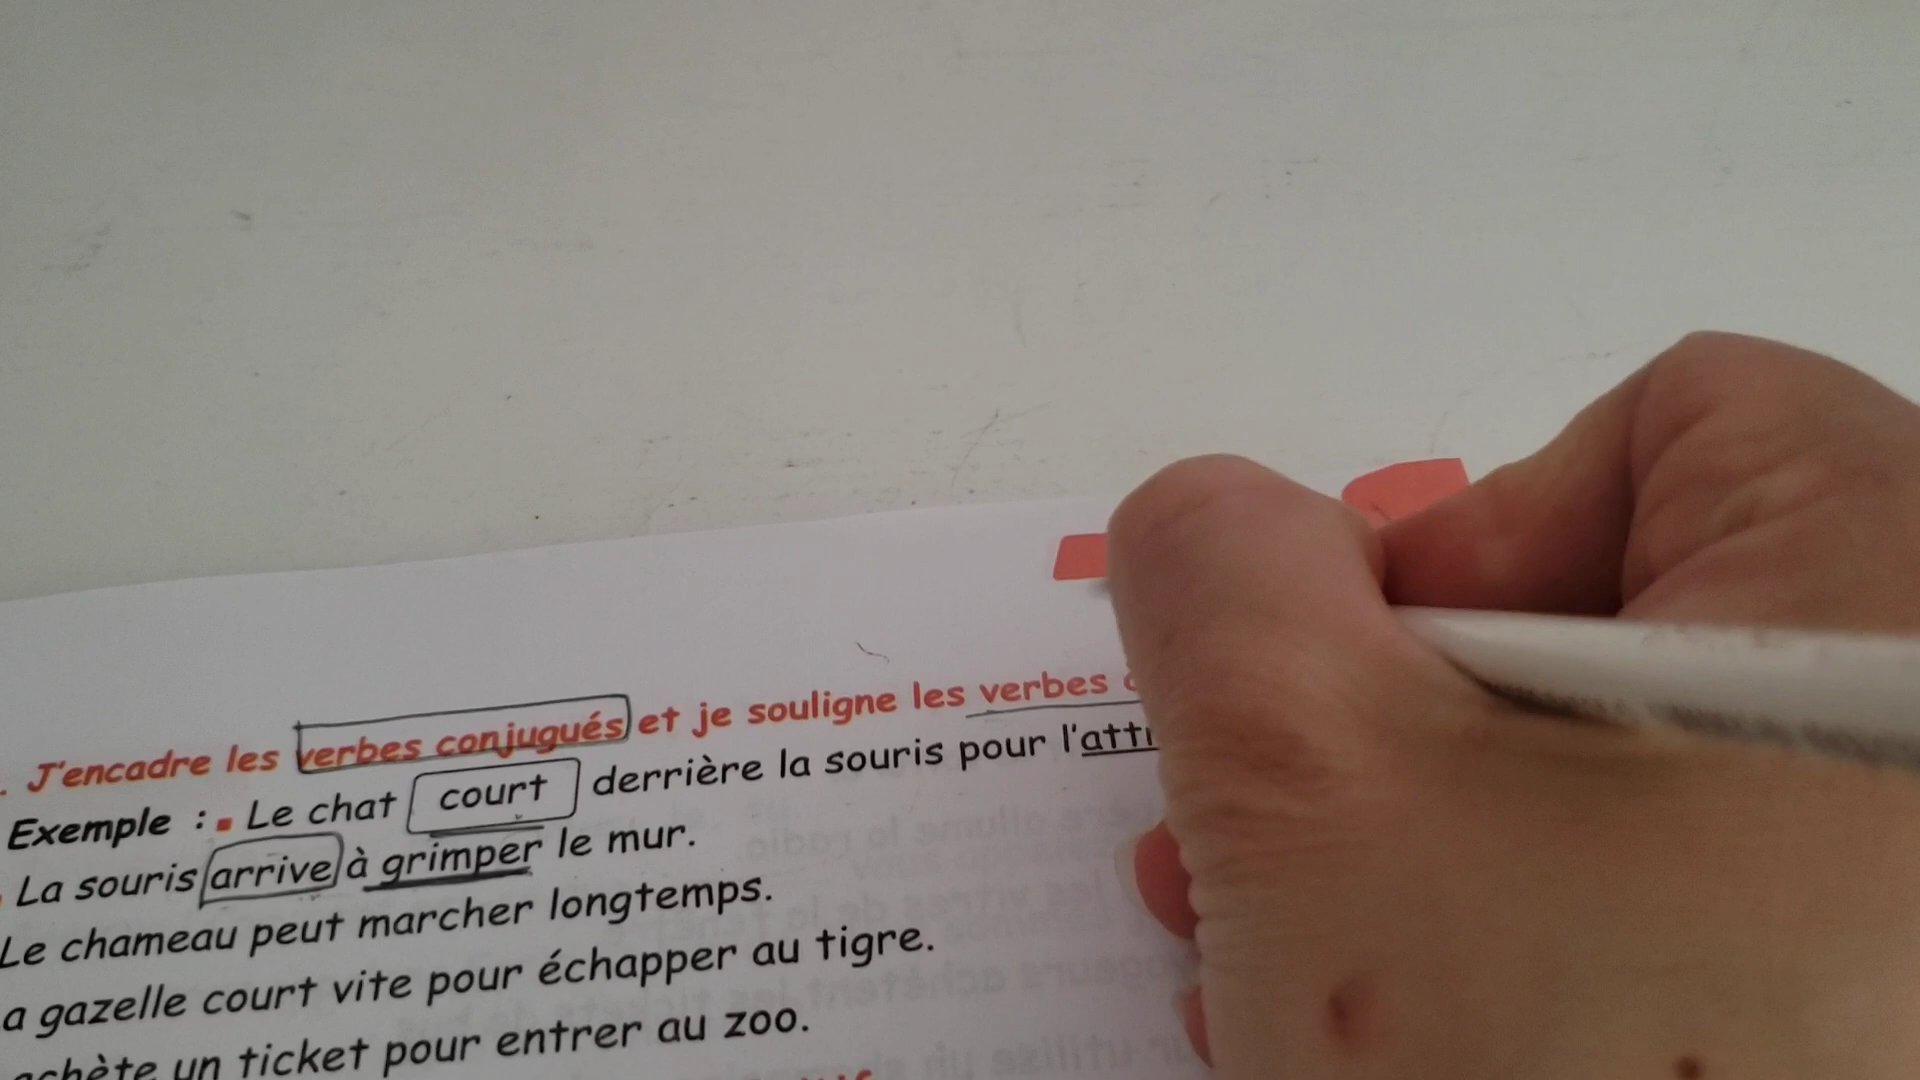 . J'encadre les verbes conjugués et je souligne les verbes
Exemple : ▪ Le chat court derrière la souris pour l'atti
La souris arrive à grimper le mur.
Le chameau peut marcher longtemps.
a gazelle court vite pour échapper au tigre.
achète un ticket pour entrer au zoo.